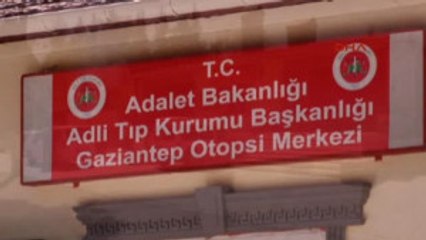 T.C.
Adalet Bakanlığı
Adli Tıp Kurumu Başkanlığı
Gaziantep Otopsi Merkezi